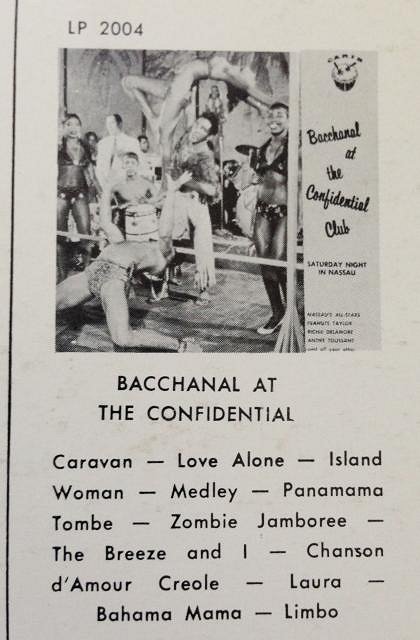 LP 2004
CARIB
Bacchanal
at
the
Confidential
Club
SATURDAY NIGHT
IN NASSAU
NASSAU'S ALL-STARS
PEANUTS TAYLOR
RICHIE DELAMORE
ANDRE TOUSSAINT
BACCHANAL AT
THE CONFIDENTIAL
Caravan — Love Alone — Island
Woman — Medley — Panamama
Tombe — Zombie Jamboree —
The Breeze and I — Chanson
d'Amour Creole — Laura —
Bahama Mama — Limbo